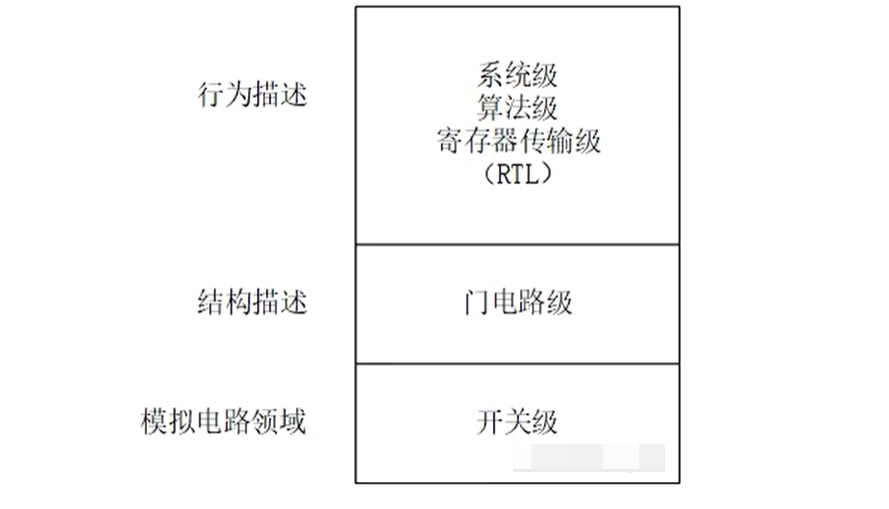 行为描述
系统级
算法级
寄存器传输级
（RTL）
结构描述
门电路级
模拟电路领域
开关级